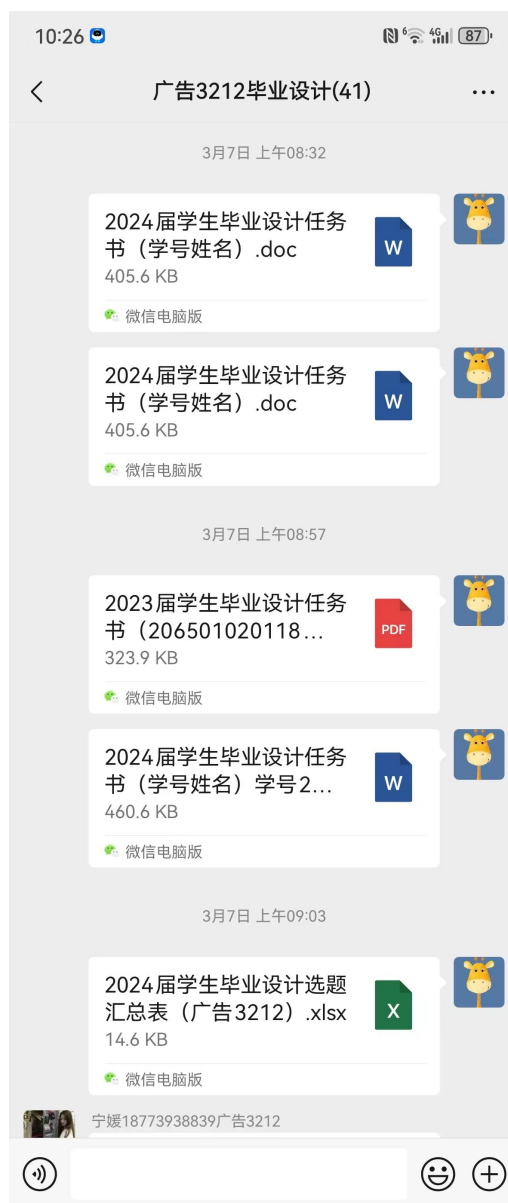 10:26
6 4G 87
广告3212毕业设计(41)
3月7日 上午08:32
2024届学生毕业设计任务
书（学号姓名）.doc
W
405.6 KB
微信电脑版
2024届学生毕业设计任务
书（学号姓名）.doc
W
405.6 KB
微信电脑版
3月7日 上午08:57
2023届学生毕业设计任务
书（206501020118...
PDF
323.9 KB
微信电脑版
2024届学生毕业设计任务
书（学号姓名）学号2...
W
460.6 KB
微信电脑版
3月7日 上午09:03
2024届学生毕业设计选题
汇总表（广告3212）.xlsx
X
14.6 KB
微信电脑版
宁媛18773938839广告3212